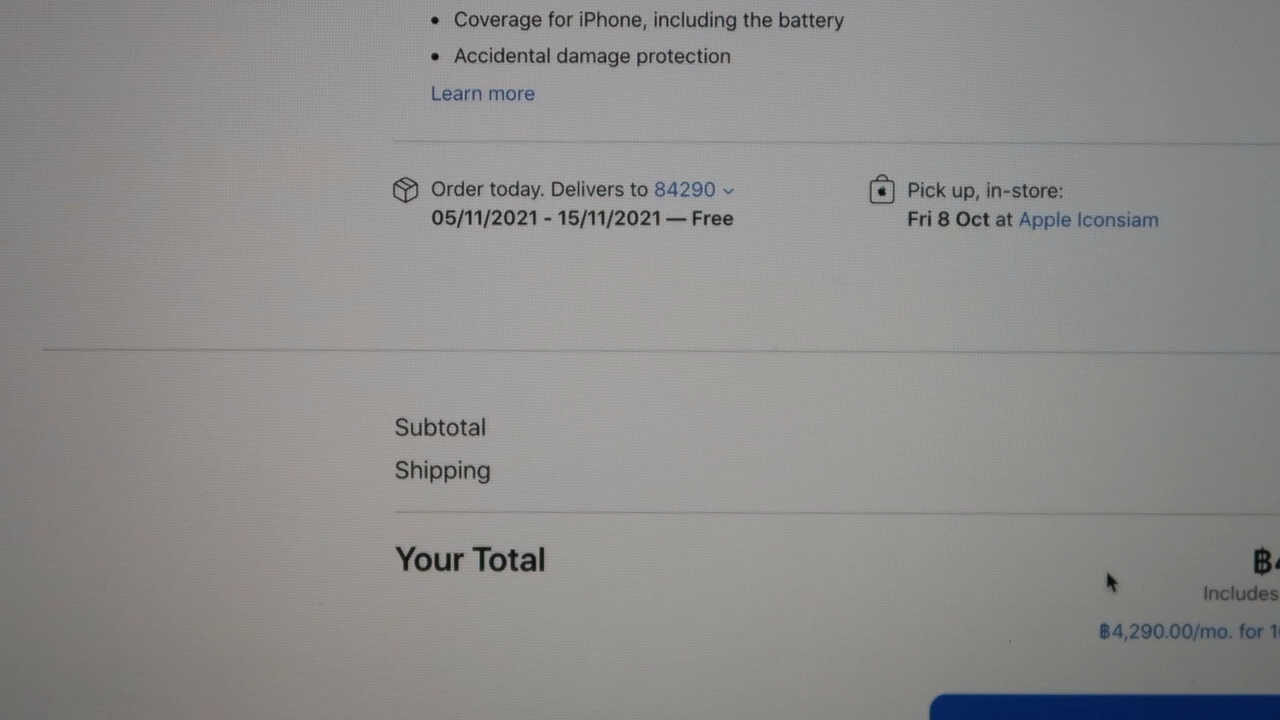 Coverage for iPhone, including the battery
Accidental damage protection
Learn more
Order today. Delivers to 84290
05/11/2021 - 15/11/2021 — Free
Pick up, in-store:
Fri 8 Oct at Apple Iconsiam
Subtotal
Shipping
Your Total
฿4
Includes
฿4,290.00/mo. for 1